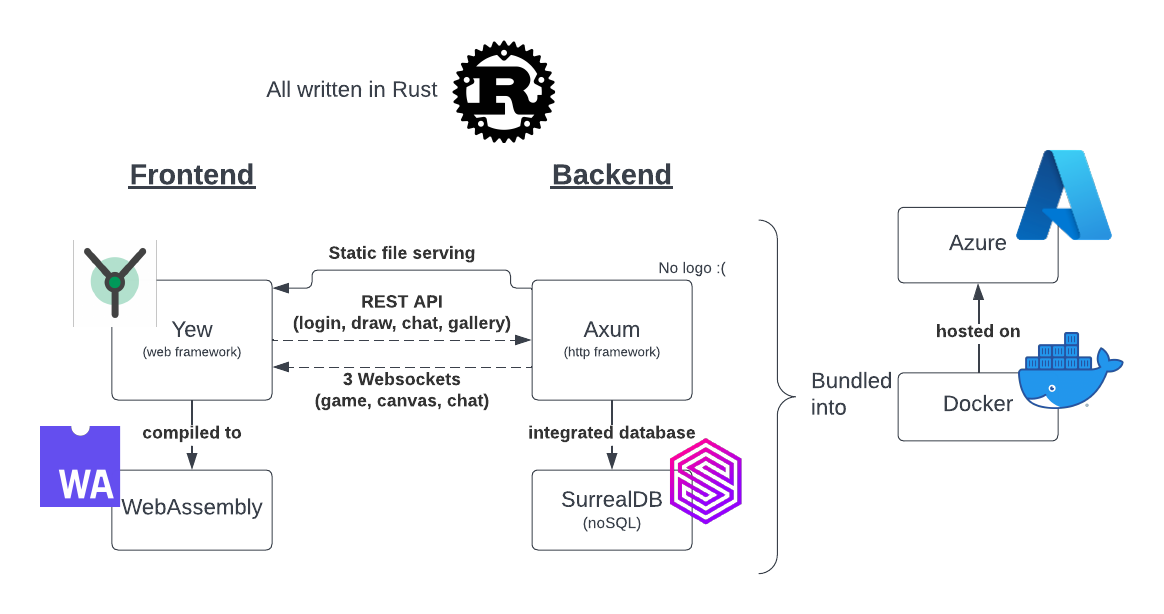 All written in Rust
R
Frontend
Backend
Static file serving
No logo :(
REST API
(login, draw, chat, gallery)
Yew
(web framework)
Axum
(http framework)
3 Websockets
(game, canvas, chat)
compiled to
integrated database
WA
WebAssembly
SurrealDB
(noSQL)
Bundled
into
Azure
hosted on
Docker